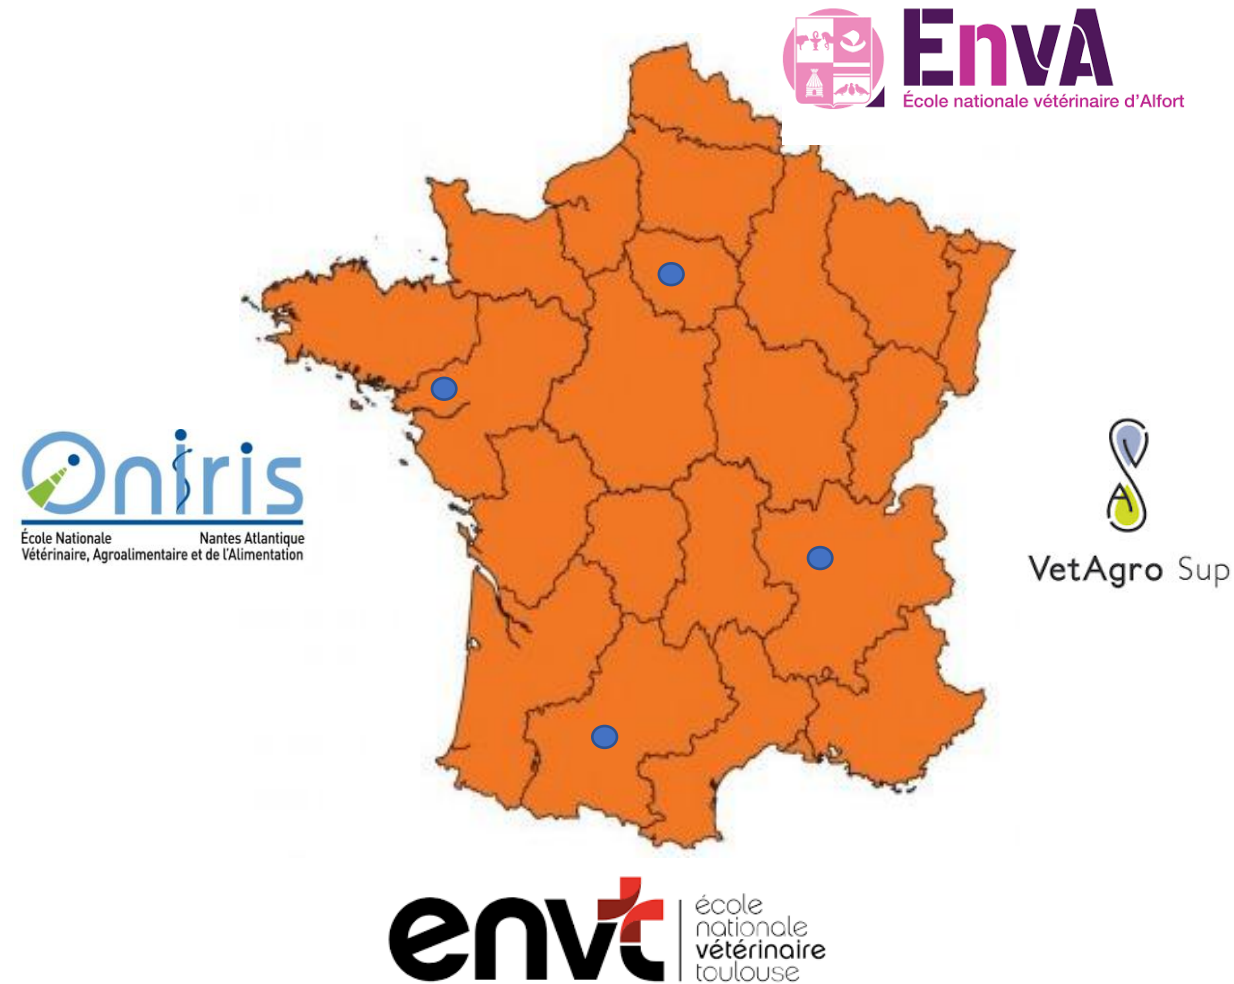 EnvA
École nationale vétérinaire d'Alfort
Oniris
École Nationale Nantes Atlantique
Vétérinaire, Agroalimentaire et de l'Alimentation
VA
VetAgro Sup
envt
école
nationale
vétérinaire
toulouse